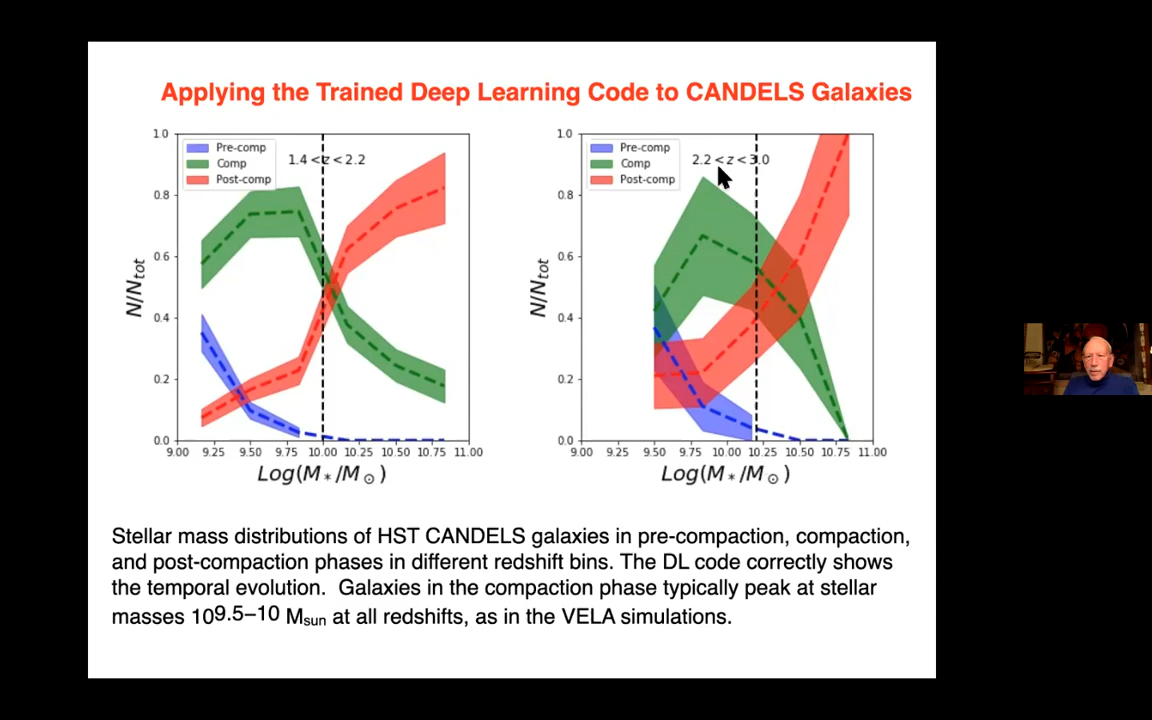 Applying the Trained Deep Learning Code to CANDELS Galaxies
Pre-comp
Comp
Post-comp
1.4 < z < 2.2
1.0
0.8
0.6
0.4
0.2
0.0
N/N_tot
9.00 9.25 9.50 9.75 10.00 10.25 10.50 10.75 11.00
Log(M_*/M_⊙)
Pre-comp
Comp
Post-comp
2.2 < z < 3.0
1.0
0.8
0.6
0.4
0.2
0.0
N/N_tot
9.00 9.25 9.50 9.75 10.00 10.25 10.50 10.75 11.00
Log(M_*/M_⊙)
Stellar mass distributions of HST CANDELS galaxies in pre-compaction, compaction,
and post-compaction phases in different redshift bins. The DL code correctly shows
the temporal evolution. Galaxies in the compaction phase typically peak at stellar
masses 10^9.5–10 M_sun at all redshifts, as in the VELA simulations.